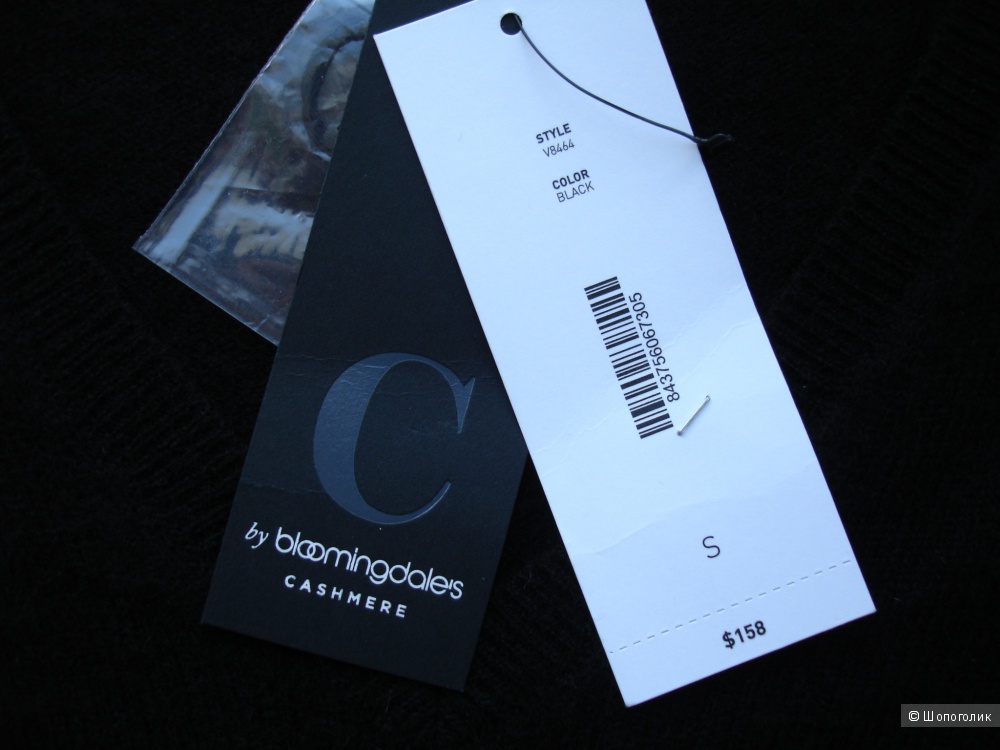 C
by bloomingdale's
CASHMERE
STYLE
V8464
COLOR
BLACK
843756067305
S
$158
© Шопоголик